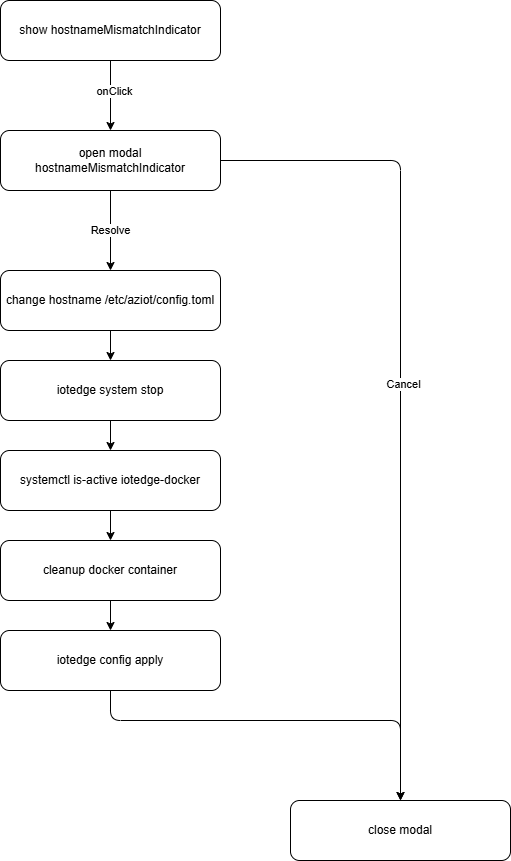 show hostnameMismatchIndicator
onClick
open modal
hostnameMismatchIndicator
Resolve
change hostname /etc/aziot/config.toml
iotedge system stop
Cancel
systemctl is-active iotedge-docker
cleanup docker container
iotedge config apply
close modal